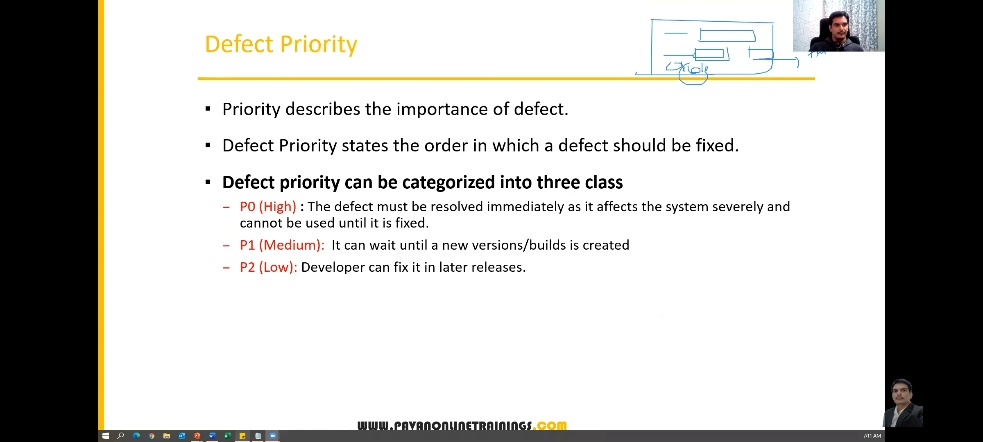 Defect Priority
▪ Priority describes the importance of defect.
▪ Defect Priority states the order in which a defect should be fixed.
▪ Defect priority can be categorized into three class
– P0 (High) : The defect must be resolved immediately as it affects the system severely and
cannot be used until it is fixed.
– P1 (Medium): It can wait until a new versions/builds is created
– P2 (Low): Developer can fix it in later releases.
WWW.PAVANONLINETRAININGS.COM
7:11 AM